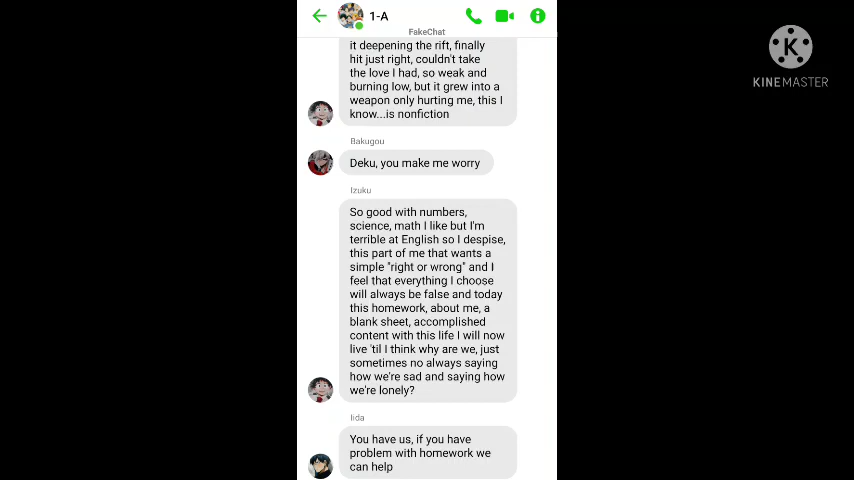 1-A
FakeChat
it deepening the rift, finally
hit just right, couldn't take
the love I had, so weak and
burning low, but it grew into a
weapon only hurting me, this I
know...is nonfiction
Bakugou
Deku, you make me worry
Izuku
So good with numbers,
science, math I like but I'm
terrible at English so I despise,
this part of me that wants a
simple "right or wrong" and I
feel that everything I choose
will always be false and today
this homework, about me, a
blank sheet, accomplished
content with this life I will now
live 'til I think why are we, just
sometimes no always saying
how we're sad and saying how
we're lonely?
Iida
You have us, if you have
problem with homework we
can help
K
KINEMASTER